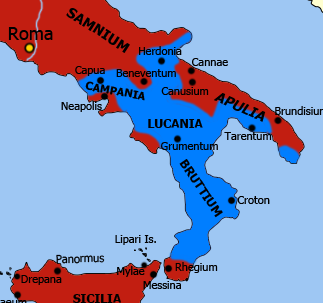 SAMNIUM
Roma
Herdonia
Cannae
Capua
Beneventum
CAMPANIA
Canusium
Neapolis
APULIA
Brundisium
LUCANIA
Tarentum
Grumentum
BRUTTIUM
Croton
Lipari Is.
Panormus
Rhegium
Drepana
Mylae
Messina
SICILIA